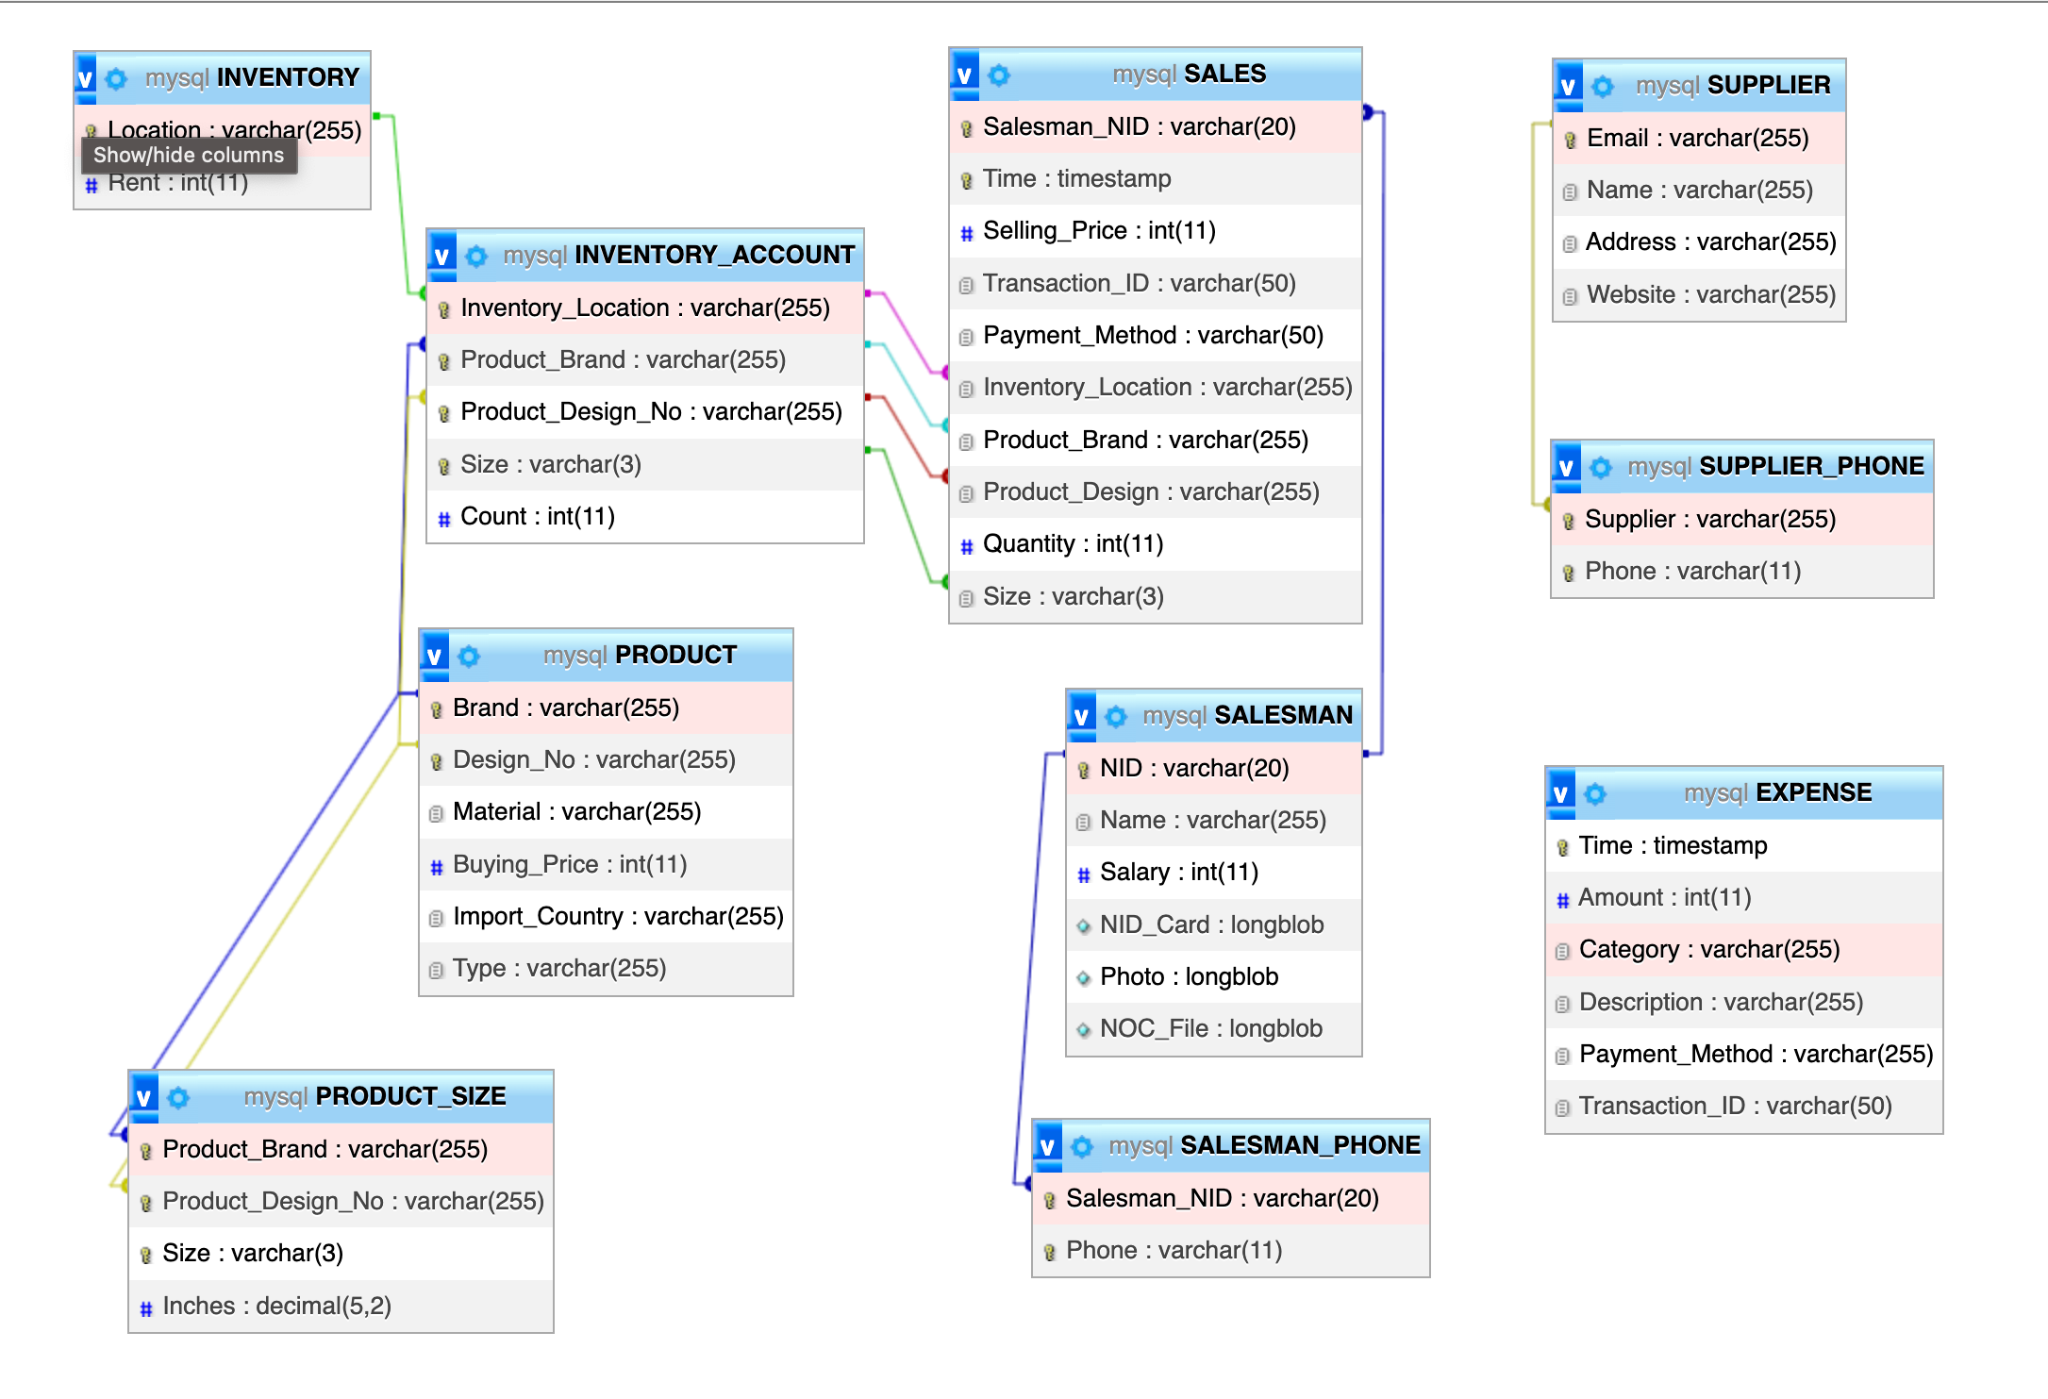 v mysql INVENTORY
Location : varchar(255)
Show/hide columns
# Rent : int(11)
v mysql INVENTORY_ACCOUNT
Inventory_Location : varchar(255)
Product_Brand : varchar(255)
Product_Design_No : varchar(255)
Size : varchar(3)
# Count : int(11)
v mysql PRODUCT
Brand : varchar(255)
Design_No : varchar(255)
Material : varchar(255)
# Buying_Price : int(11)
Import_Country : varchar(255)
Type : varchar(255)
v mysql PRODUCT_SIZE
Product_Brand : varchar(255)
Product_Design_No : varchar(255)
Size : varchar(3)
# Inches : decimal(5,2)
v mysql SALES
Salesman_NID : varchar(20)
Time : timestamp
# Selling_Price : int(11)
Transaction_ID : varchar(50)
Payment_Method : varchar(50)
Inventory_Location : varchar(255)
Product_Brand : varchar(255)
Product_Design : varchar(255)
# Quantity : int(11)
Size : varchar(3)
v mysql SALESMAN
NID : varchar(20)
Name : varchar(255)
# Salary : int(11)
NID_Card : longblob
Photo : longblob
NOC_File : longblob
v mysql SALESMAN_PHONE
Salesman_NID : varchar(20)
Phone : varchar(11)
v mysql SUPPLIER
Email : varchar(255)
Name : varchar(255)
Address : varchar(255)
Website : varchar(255)
v mysql SUPPLIER_PHONE
Supplier : varchar(255)
Phone : varchar(11)
v mysql EXPENSE
Time : timestamp
# Amount : int(11)
Category : varchar(255)
Description : varchar(255)
Payment_Method : varchar(255)
Transaction_ID : varchar(50)